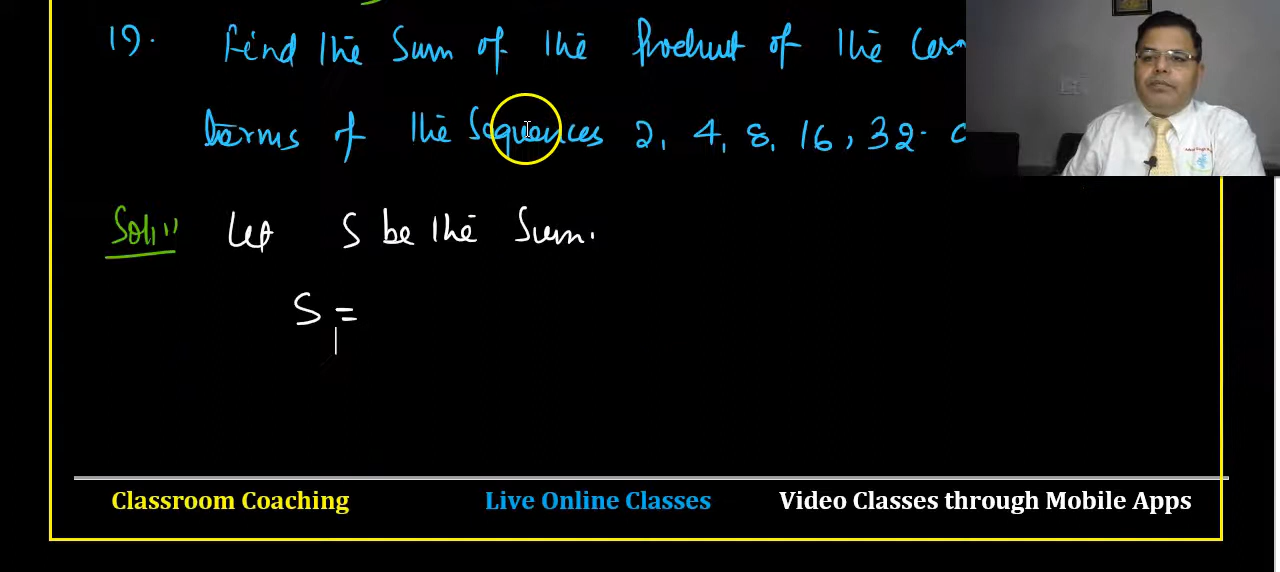 19. Find the Sum of the Product of the
terms of the Sequences 2, 4, 8, 16, 32.
Soln Let S be the Sum.
S =
Classroom Coaching Live Online Classes Video Classes through Mobile Apps